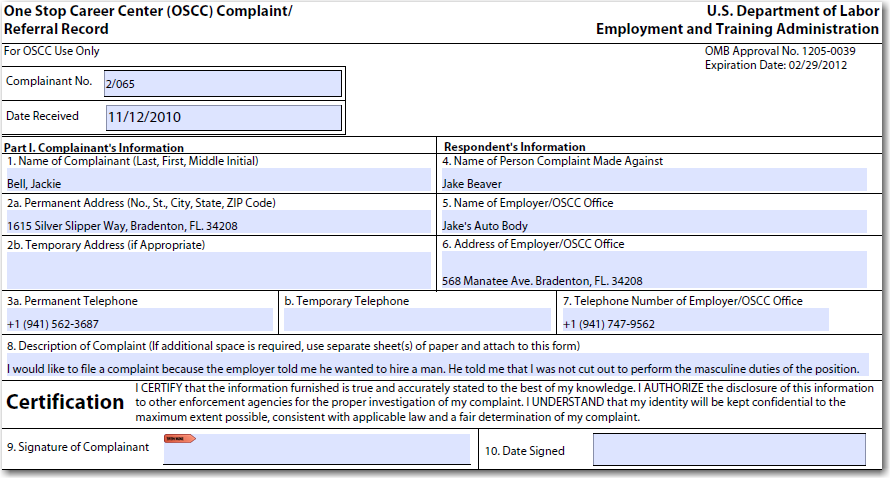 One Stop Career Center (OSCC) Complaint/
Referral Record
U.S. Department of Labor
Employment and Training Administration
For OSCC Use Only
OMB Approval No. 1205-0039
Expiration Date: 02/29/2012
Complainant No.
2/065
Date Received
11/12/2010
Part I. Complainant's Information
Respondent's Information
1. Name of Complainant (Last, First, Middle Initial)
Bell, Jackie
4. Name of Person Complaint Made Against
Jake Beaver
2a. Permanent Address (No., St., City, State, ZIP Code)
1615 Silver Slipper Way, Bradenton, FL. 34208
5. Name of Employer/OSCC Office
Jake's Auto Body
2b. Temporary Address (if Appropriate)
6. Address of Employer/OSCC Office
568 Manatee Ave. Bradenton, FL. 34208
3a. Permanent Telephone
+1 (941) 562-3687
b. Temporary Telephone
7. Telephone Number of Employer/OSCC Office
+1 (941) 747-9562
8. Description of Complaint (If additional space is required, use separate sheet(s) of paper and attach to this form)
I would like to file a complaint because the employer told me he wanted to hire a man. He told me that I was not cut out to perform the masculine duties of the position.
Certification
I CERTIFY that the information furnished is true and accurately stated to the best of my knowledge. I AUTHORIZE the disclosure of this information
to other enforcement agencies for the proper investigation of my complaint. I UNDERSTAND that my identity will be kept confidential to the
maximum extent possible, consistent with applicable law and a fair determination of my complaint.
9. Signature of Complainant
10. Date Signed